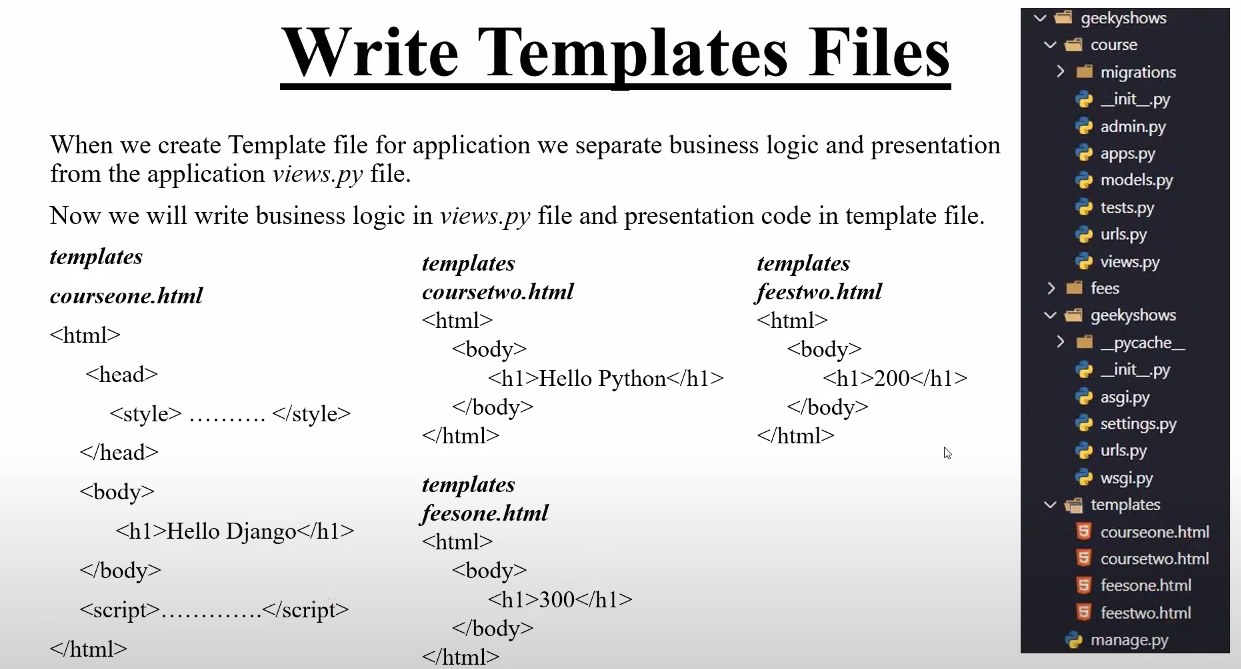 Write Templates Files
When we create Template file for application we separate business logic and presentation
from the application views.py file.
Now we will write business logic in views.py file and presentation code in template file.
templates
courseone.html
<html>
<head>
<style> ………. </style>
</head>
<body>
<h1>Hello Django</h1>
</body>
<script>………….</script>
</html>
templates
coursetwo.html
<html>
<body>
<h1>Hello Python</h1>
</body>
</html>
templates
feesone.html
<html>
<body>
<h1>300</h1>
</body>
</html>
templates
feestwo.html
<html>
<body>
<h1>200</h1>
</body>
</html>
geekyshows
course
migrations
__init__.py
admin.py
apps.py
models.py
tests.py
urls.py
views.py
fees
geekyshows
__pycache__
__init__.py
asgi.py
settings.py
urls.py
wsgi.py
templates
courseone.html
coursetwo.html
feesone.html
feestwo.html
manage.py